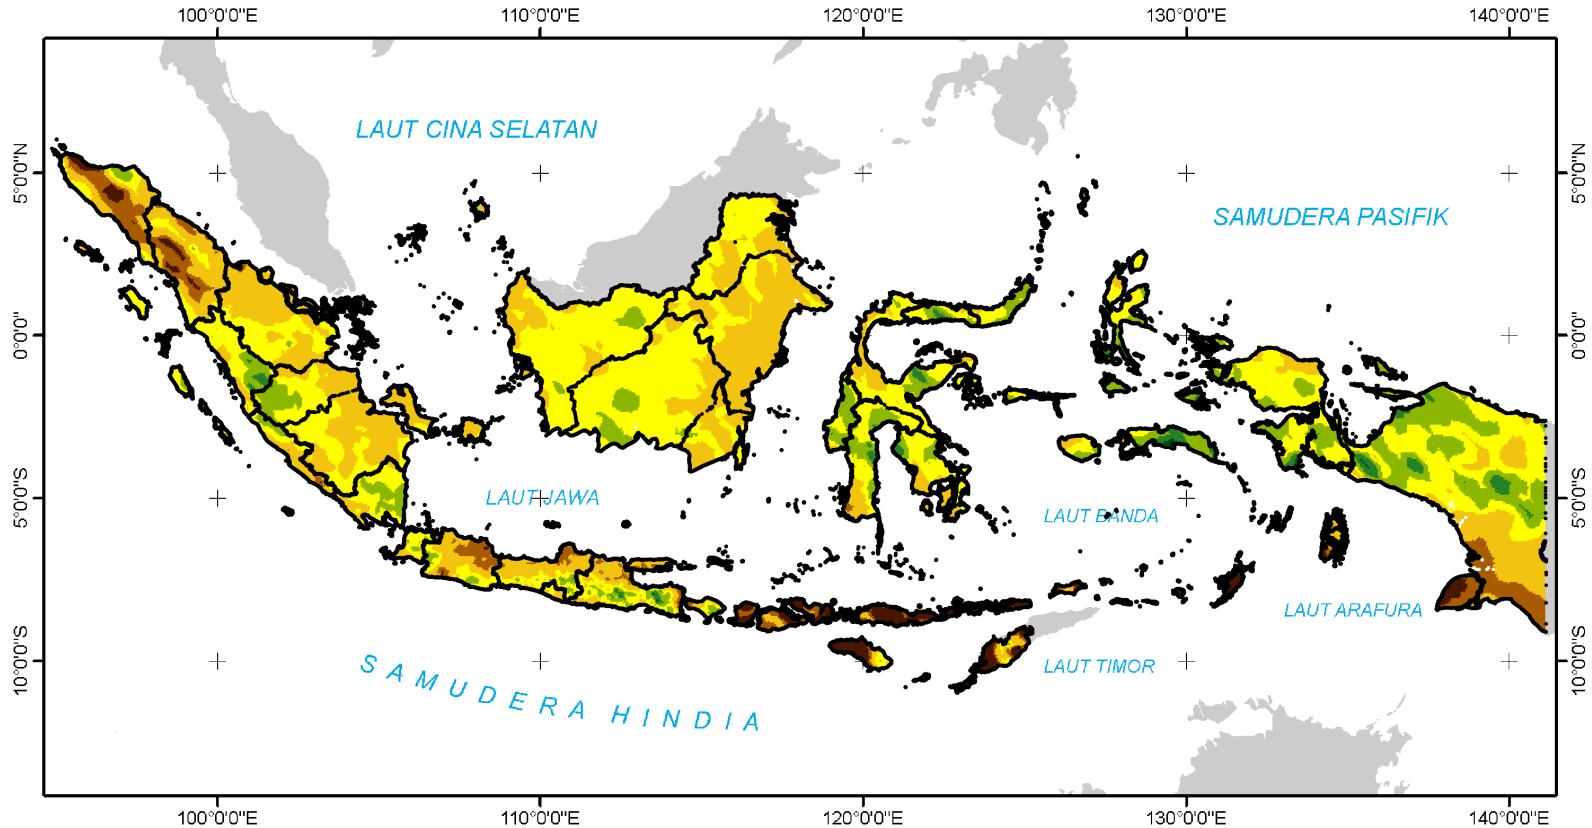 100°0'0"E 110°0'0"E 120°0'0"E 130°0'0"E 140°0'0"E
LAUT CINA SELATAN
5°0'0"N
5°0'0"N
SAMUDERA PASIFIK
0°0'0"
0°0'0"
5°0'0"S
LAUT JAWA
LAUT BANDA
5°0'0"S
LAUT ARAFURA
10°0'0"S
SAMUDERA HINDIA
LAUT TIMOR
10°0'0"S
100°0'0"E 110°0'0"E 120°0'0"E 130°0'0"E 140°0'0"E